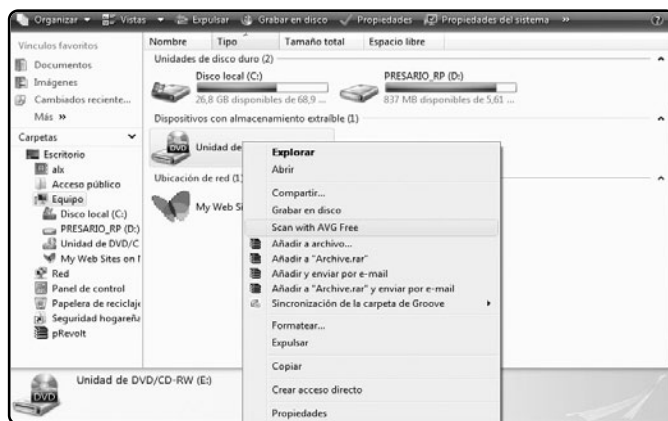 Organizar Vistas Expulsar Grabar en disco Propiedades Propiedades del sistema »
Vínculos favoritos
Documentos
Imágenes
Cambiados reciente...
Más »
Carpetas
Escritorio
alx
Acceso público
Equipo
Disco local (C:)
PRESARIO_RP (D:)
Unidad de DVD/C
My Web Sites on
Red
Panel de control
Papelera de reciclaje
Seguridad hogareña
pRevolt
Nombre Tipo Tamaño total Espacio libre
Unidades de disco duro (2)
Disco local (C:)
26,8 GB disponibles de 68,9 ...
PRESARIO_RP (D:)
837 MB disponibles de 5,61 ...
Dispositivos con almacenamiento extraíble (1)
Unidad de
Ubicación de red (1)
My Web Si
Explorar
Abrir
Compartir...
Grabar en disco
Scan with AVG Free
Añadir a archivo...
Añadir a "Archive.rar"
Añadir y enviar por e-mail
Añadir a "Archive.rar" y enviar por e-mail
Sincronización de la carpeta de Groove
Formatear...
Expulsar
Copiar
Crear acceso directo
Propiedades
Unidad de DVD/CD-RW (E:)
DVD